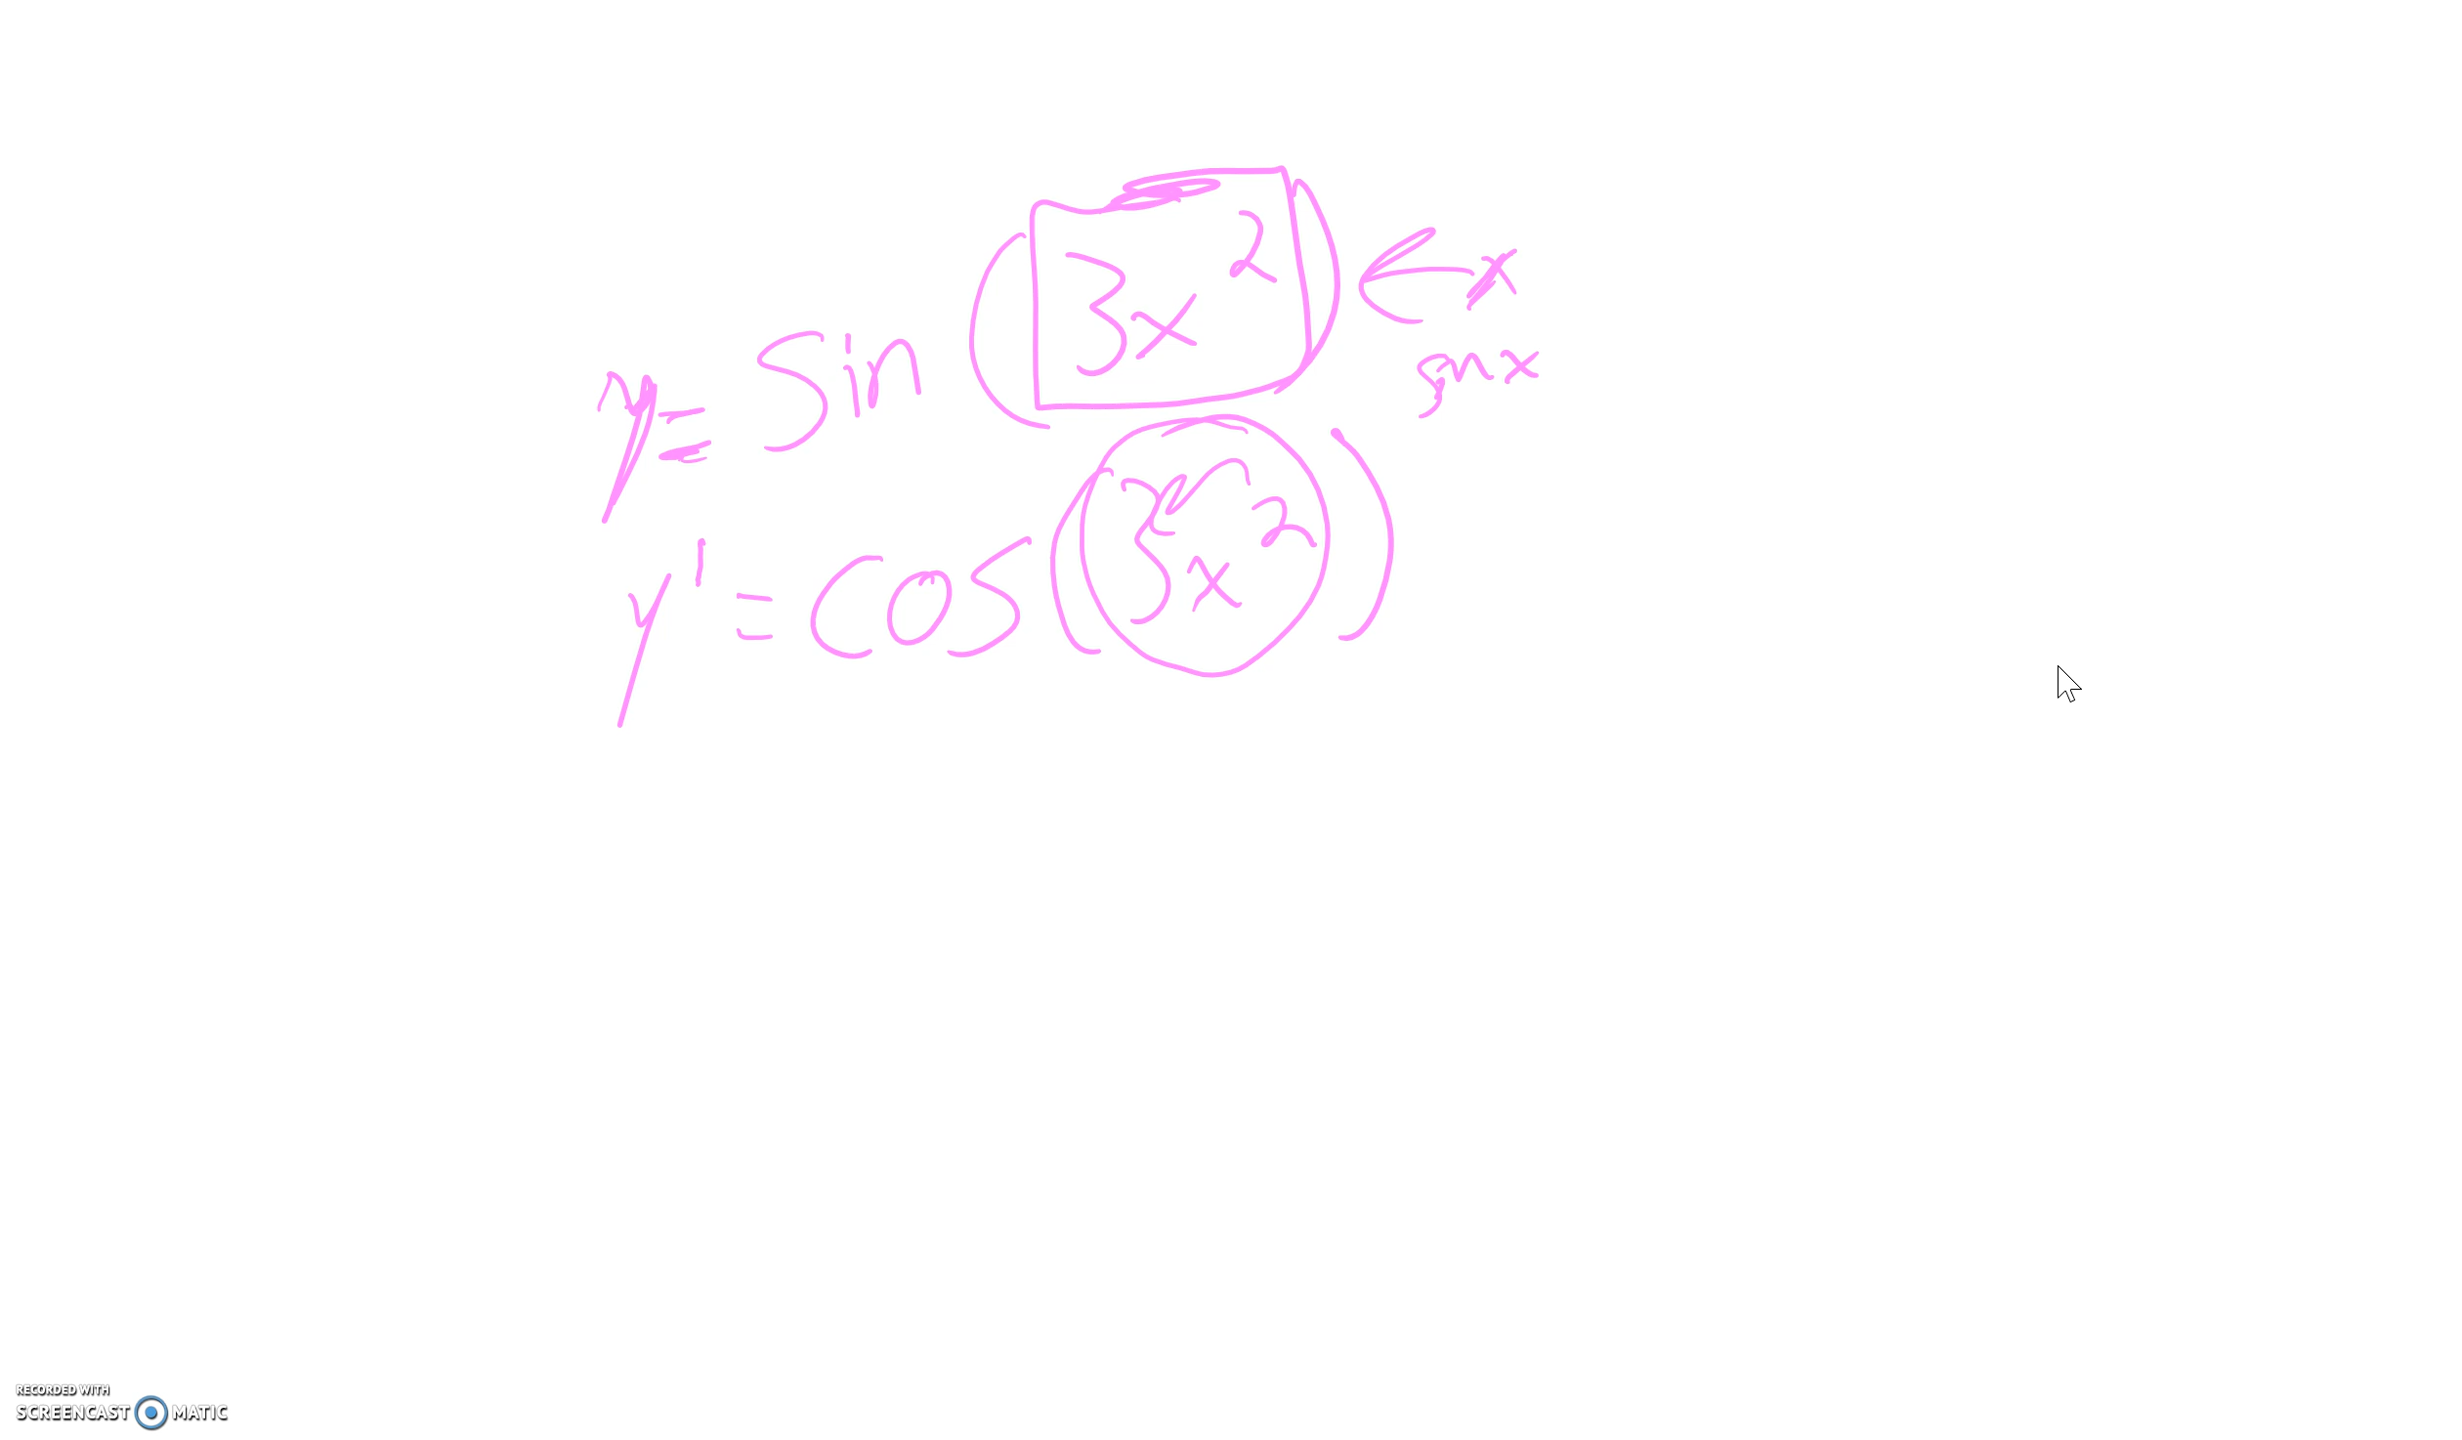 y = sin (3x²) x
sin x
y' = cos (3x²)
RECORDED WITH
SCREENCAST MATIC